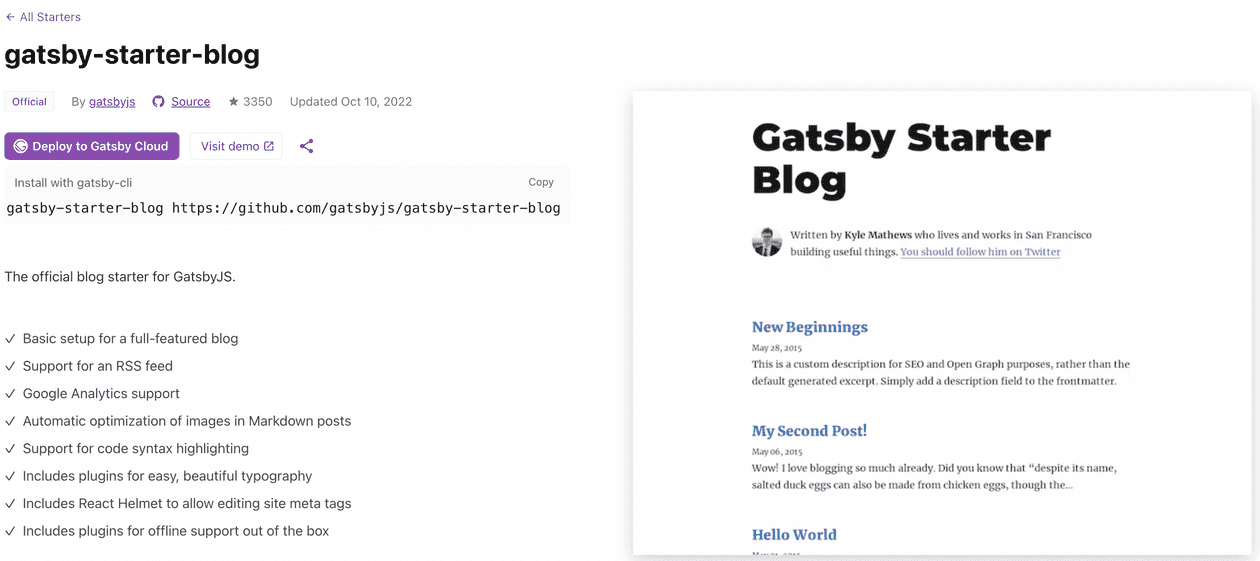 ← All Starters
gatsby-starter-blog
Official By gatsbyjs Source ★ 3350 Updated Oct 10, 2022
Deploy to Gatsby Cloud Visit demo
Install with gatsby-cli Copy
gatsby-starter-blog https://github.com/gatsbyjs/gatsby-starter-blog
The official blog starter for GatsbyJS.
✓ Basic setup for a full-featured blog
✓ Support for an RSS feed
✓ Google Analytics support
✓ Automatic optimization of images in Markdown posts
✓ Support for code syntax highlighting
✓ Includes plugins for easy, beautiful typography
✓ Includes React Helmet to allow editing site meta tags
✓ Includes plugins for offline support out of the box
Gatsby Starter
Blog
Written by Kyle Mathews who lives and works in San Francisco
building useful things. You should follow him on Twitter
New Beginnings
May 28, 2015
This is a custom description for SEO and Open Graph purposes, rather than the
default generated excerpt. Simply add a description field to the frontmatter.
My Second Post!
May 06, 2015
Wow! I love blogging so much already. Did you know that “despite its name,
salted duck eggs can also be made from chicken eggs, though the…
Hello World